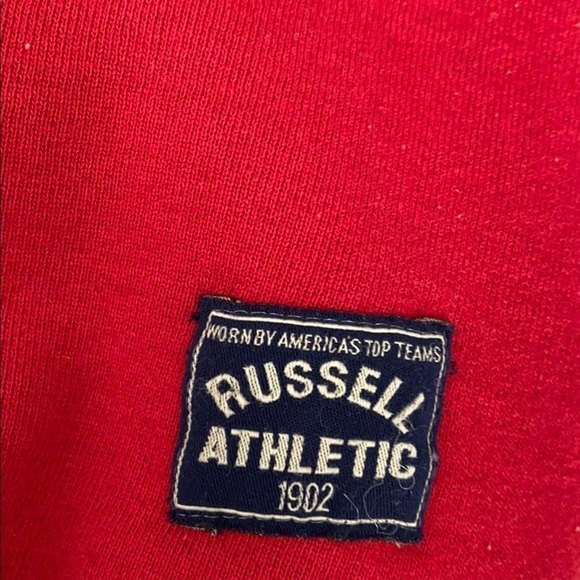 WORN BY AMERICA'S TOP TEAMS
RUSSELL
ATHLETIC
1902